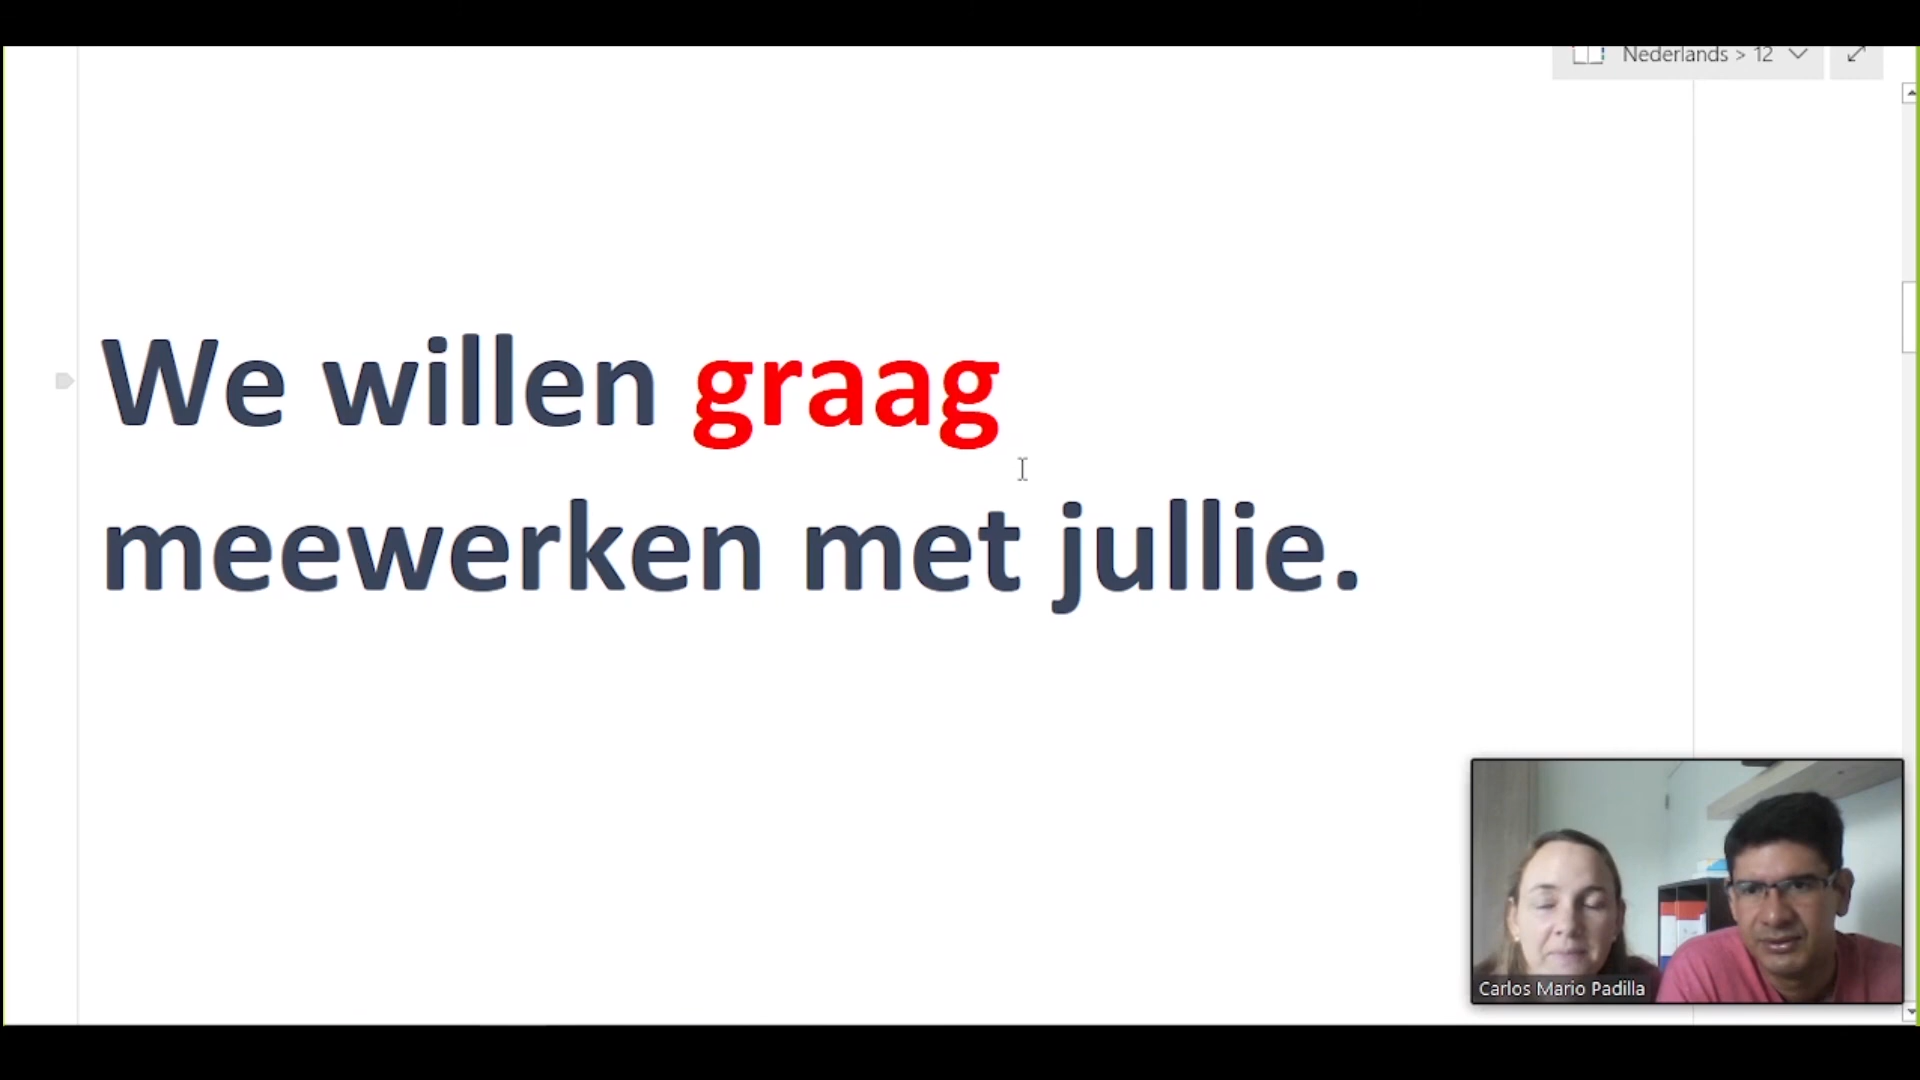 Nederlands > 12
We willen graag
meewerken met jullie.
Carlos Mario Padilla